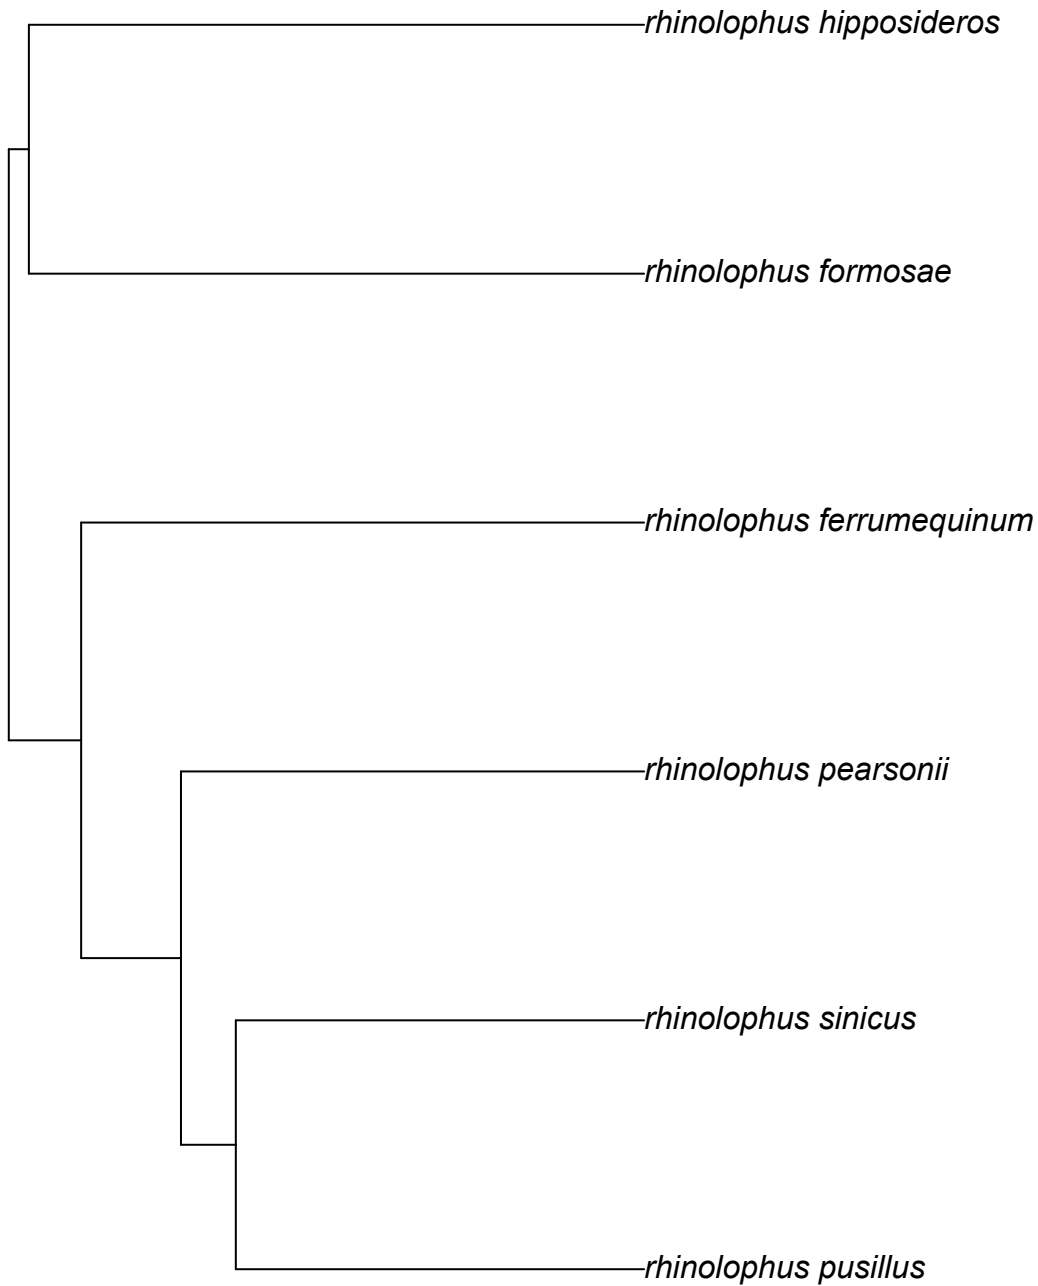 rhinolophus hipposideros
rhinolophus formosae
rhinolophus ferrumequinum
rhinolophus pearsonii
rhinolophus sinicus
rhinolophus pusillus